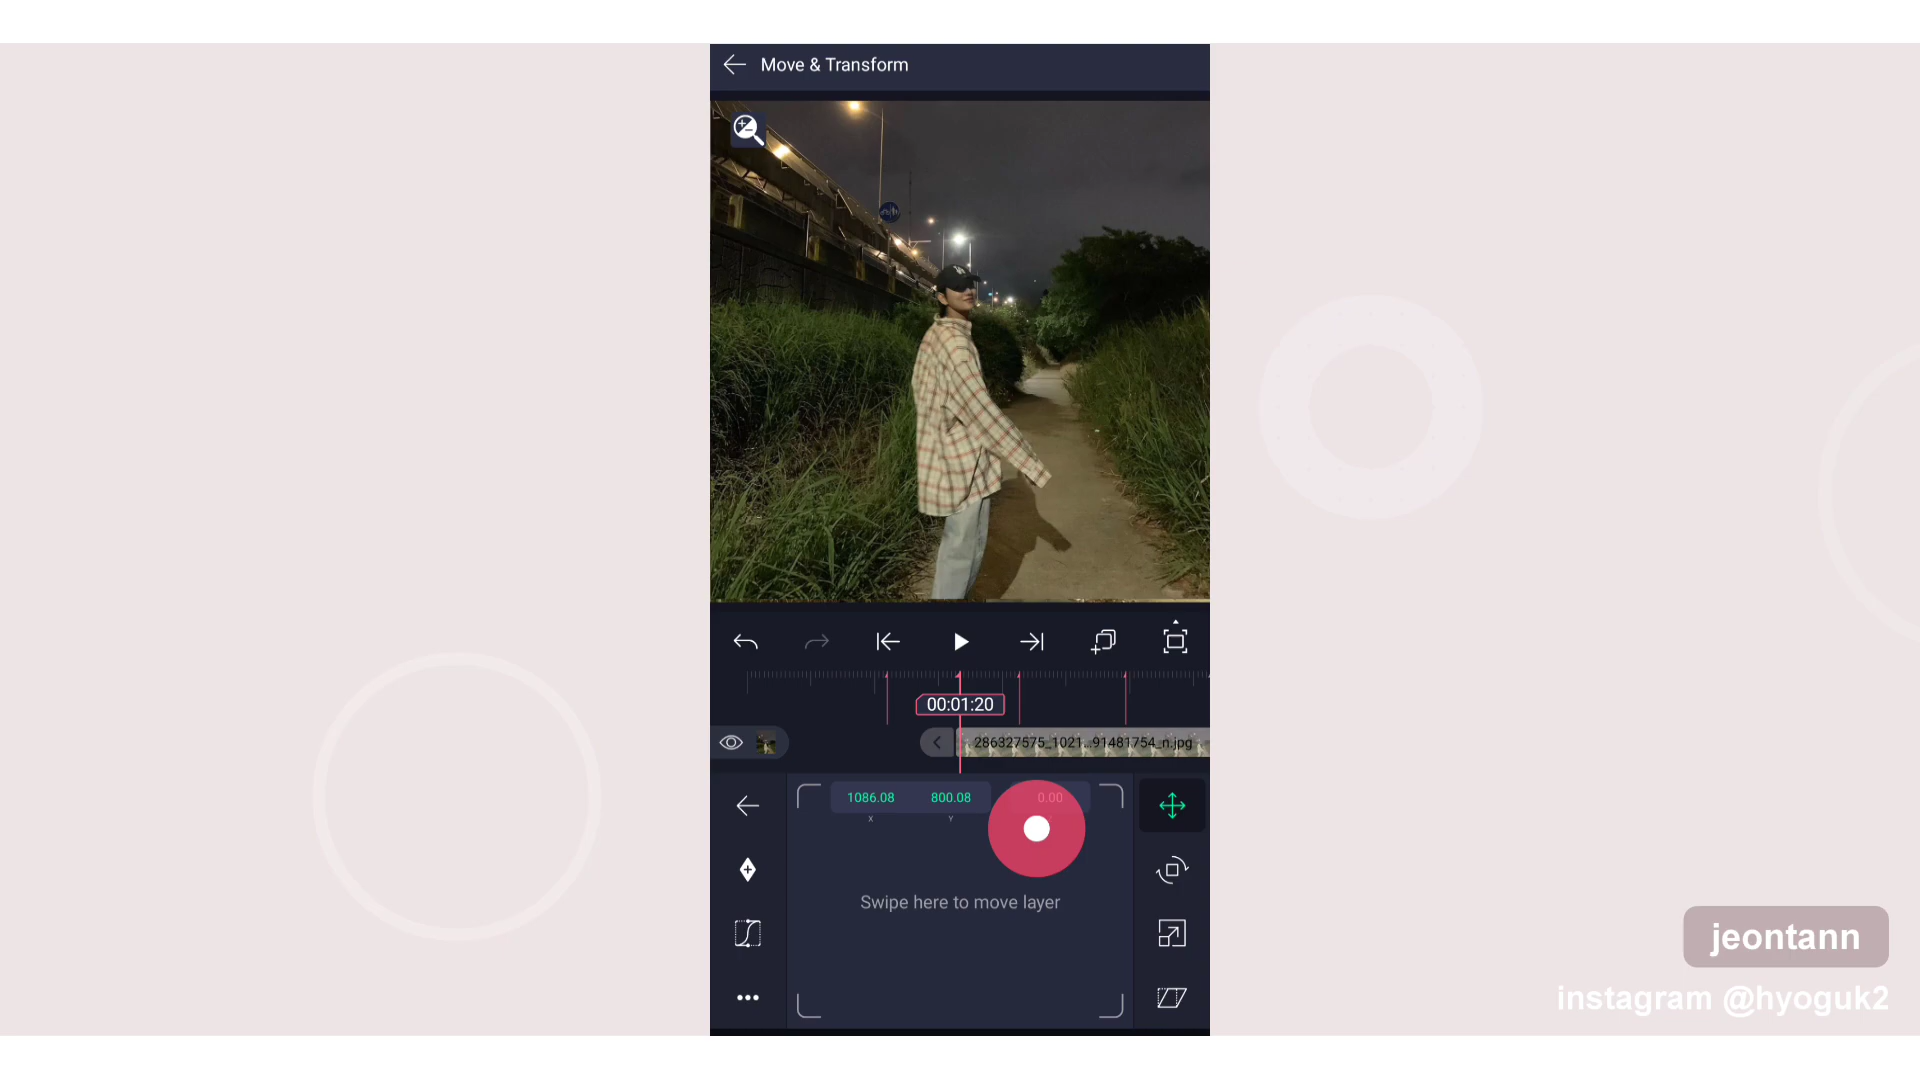 Move & Transform
00:01:20
286327575_1021...91481754_n.jpg
1086.08 800.08 0.00
X Y
Swipe here to move layer
jeontann
instagram @hyoguk2